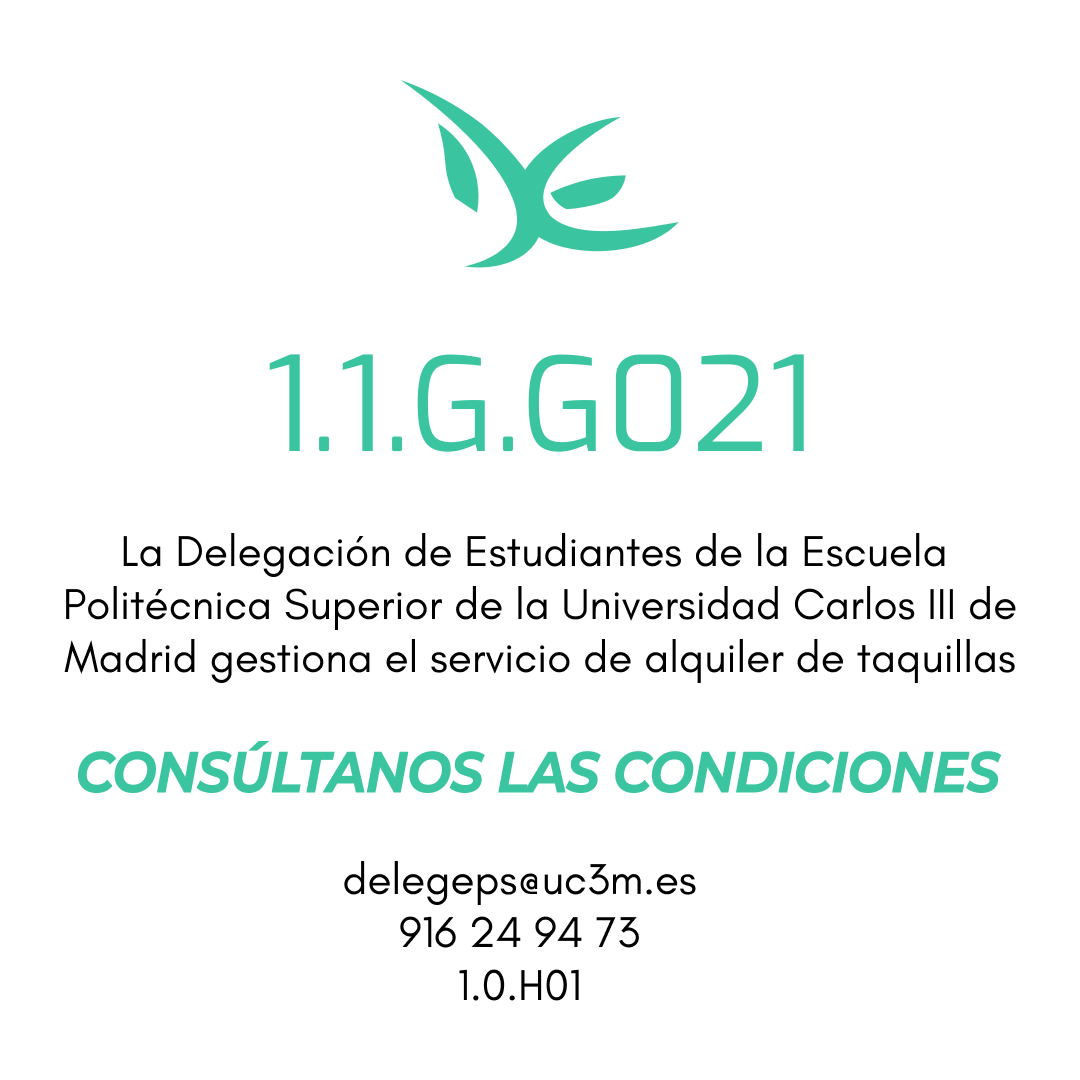 1.1.G.G021
La Delegación de Estudiantes de la Escuela
Politécnica Superior de la Universidad Carlos III de
Madrid gestiona el servicio de alquiler de taquillas
CONSÚLTANOS LAS CONDICIONES
delegeps@uc3m.es
916 24 94 73
1.0.H01